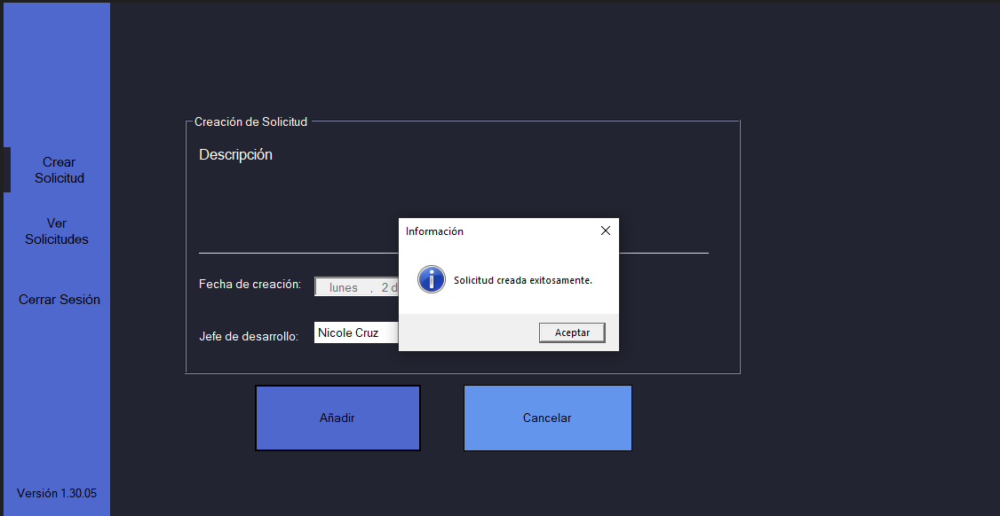 Creación de Solicitud
Descripción
Crear
Solicitud
Ver
Solicitudes
Cerrar Sesión
Información
Solicitud creada exitosamente.
Aceptar
Fecha de creación:
lunes , 2 d
Jefe de desarrollo:
Nicole Cruz
Añadir
Cancelar
Versión 1.30.05